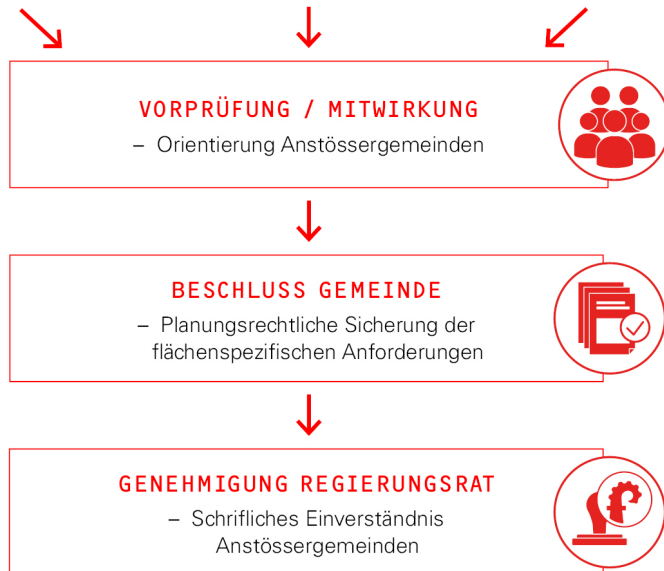 VORPRÜFUNG / MITWIRKUNG
– Orientierung Anstössergemeinden
BESCHLUSS GEMEINDE
– Planungsrechtliche Sicherung der
flächenspezifischen Anforderungen
GENEHMIGUNG REGIERUNGSRAT
– Schrifliches Einverständnis
Anstössergemeinden